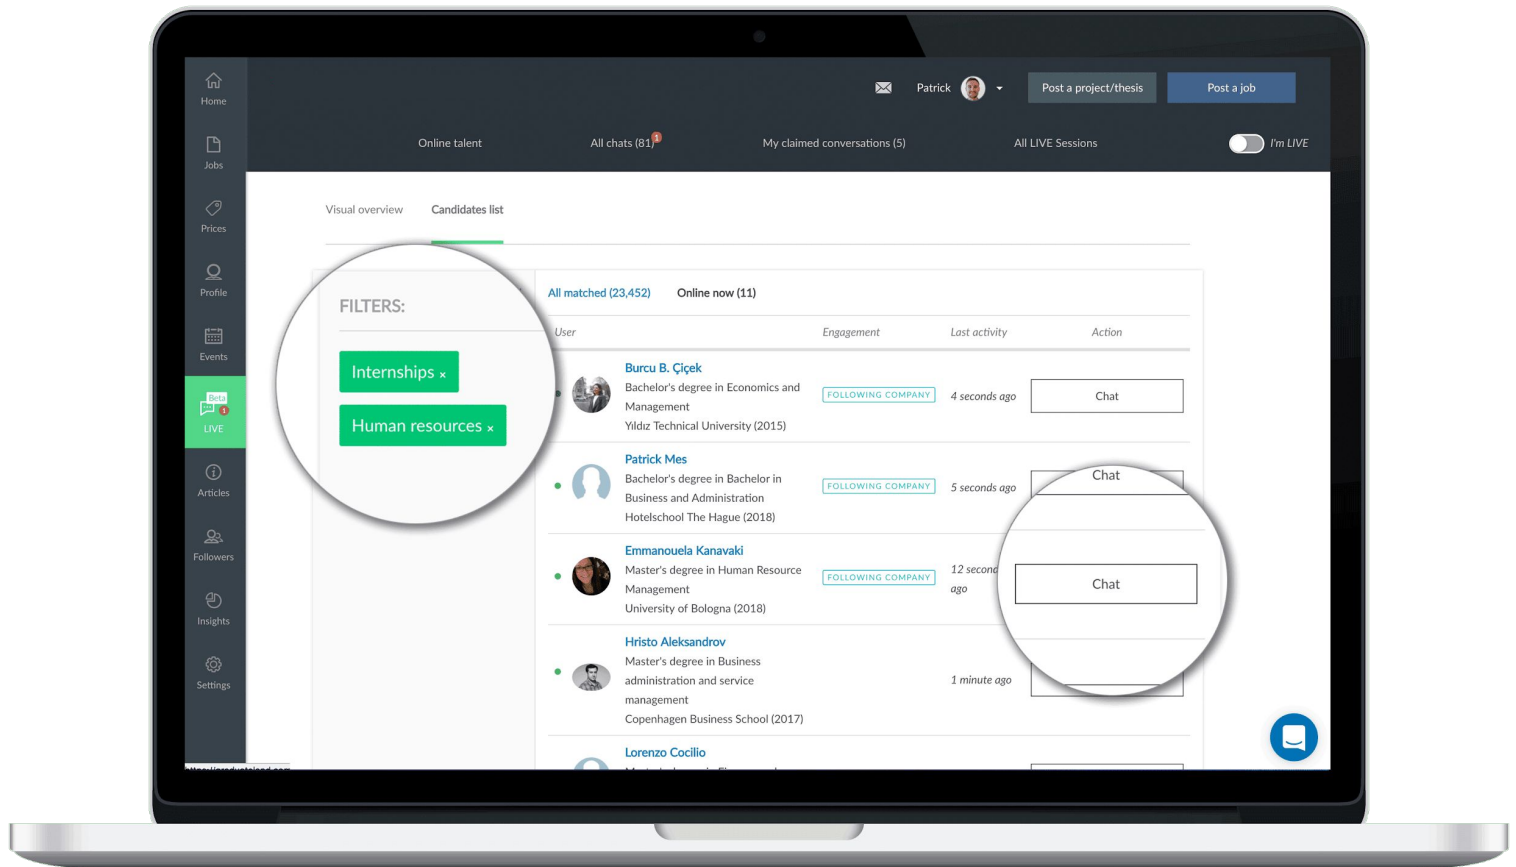 Home
Jobs
Prices
Profile
Events
Beta
1
LIVE
Articles
Followers
Insights
Settings
Patrick
Post a project/thesis
Post a job
Online talent
All chats (81)
1
My claimed conversations (5)
All LIVE Sessions
I'm LIVE
Visual overview
Candidates list
FILTERS:
Internships ×
Human resources ×
All matched (23,452)
Online now (11)
User
Engagement
Last activity
Action
Burcu B. Çiçek
Bachelor's degree in Economics and
Management
Yıldız Technical University (2015)
FOLLOWING COMPANY
4 seconds ago
Chat
Patrick Mes
Bachelor's degree in Bachelor in
Business and Administration
Hotelschool The Hague (2018)
FOLLOWING COMPANY
5 seconds ago
Chat
Emmanouela Kanavaki
Master's degree in Human Resource
Management
University of Bologna (2018)
FOLLOWING COMPANY
12
ago
Chat
Hristo Aleksandrov
Master's degree in Business
administration and service
management
Copenhagen Business School (2017)
1 minute ago
Lorenzo Cocilio